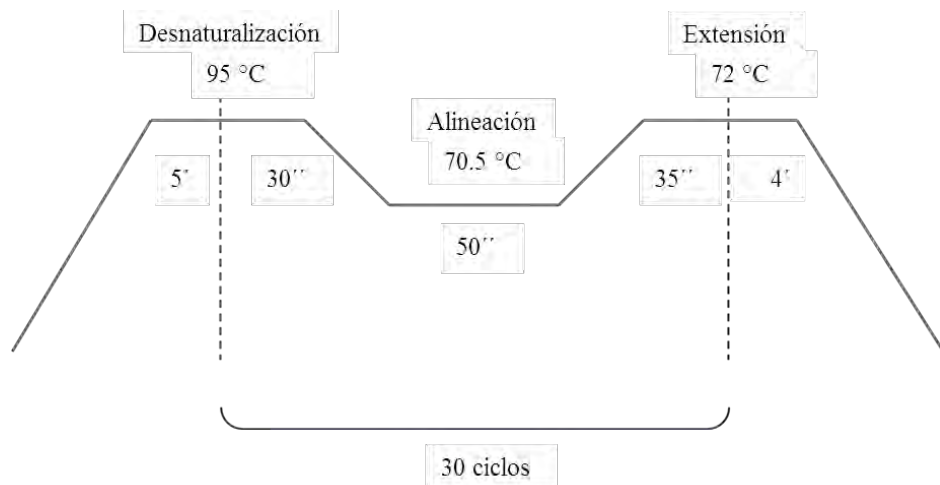 Desnaturalización
95 °C
Extensión
72 °C
Alineación
70.5 °C
5´
30´´
35´´
4´
50´´
30 ciclos